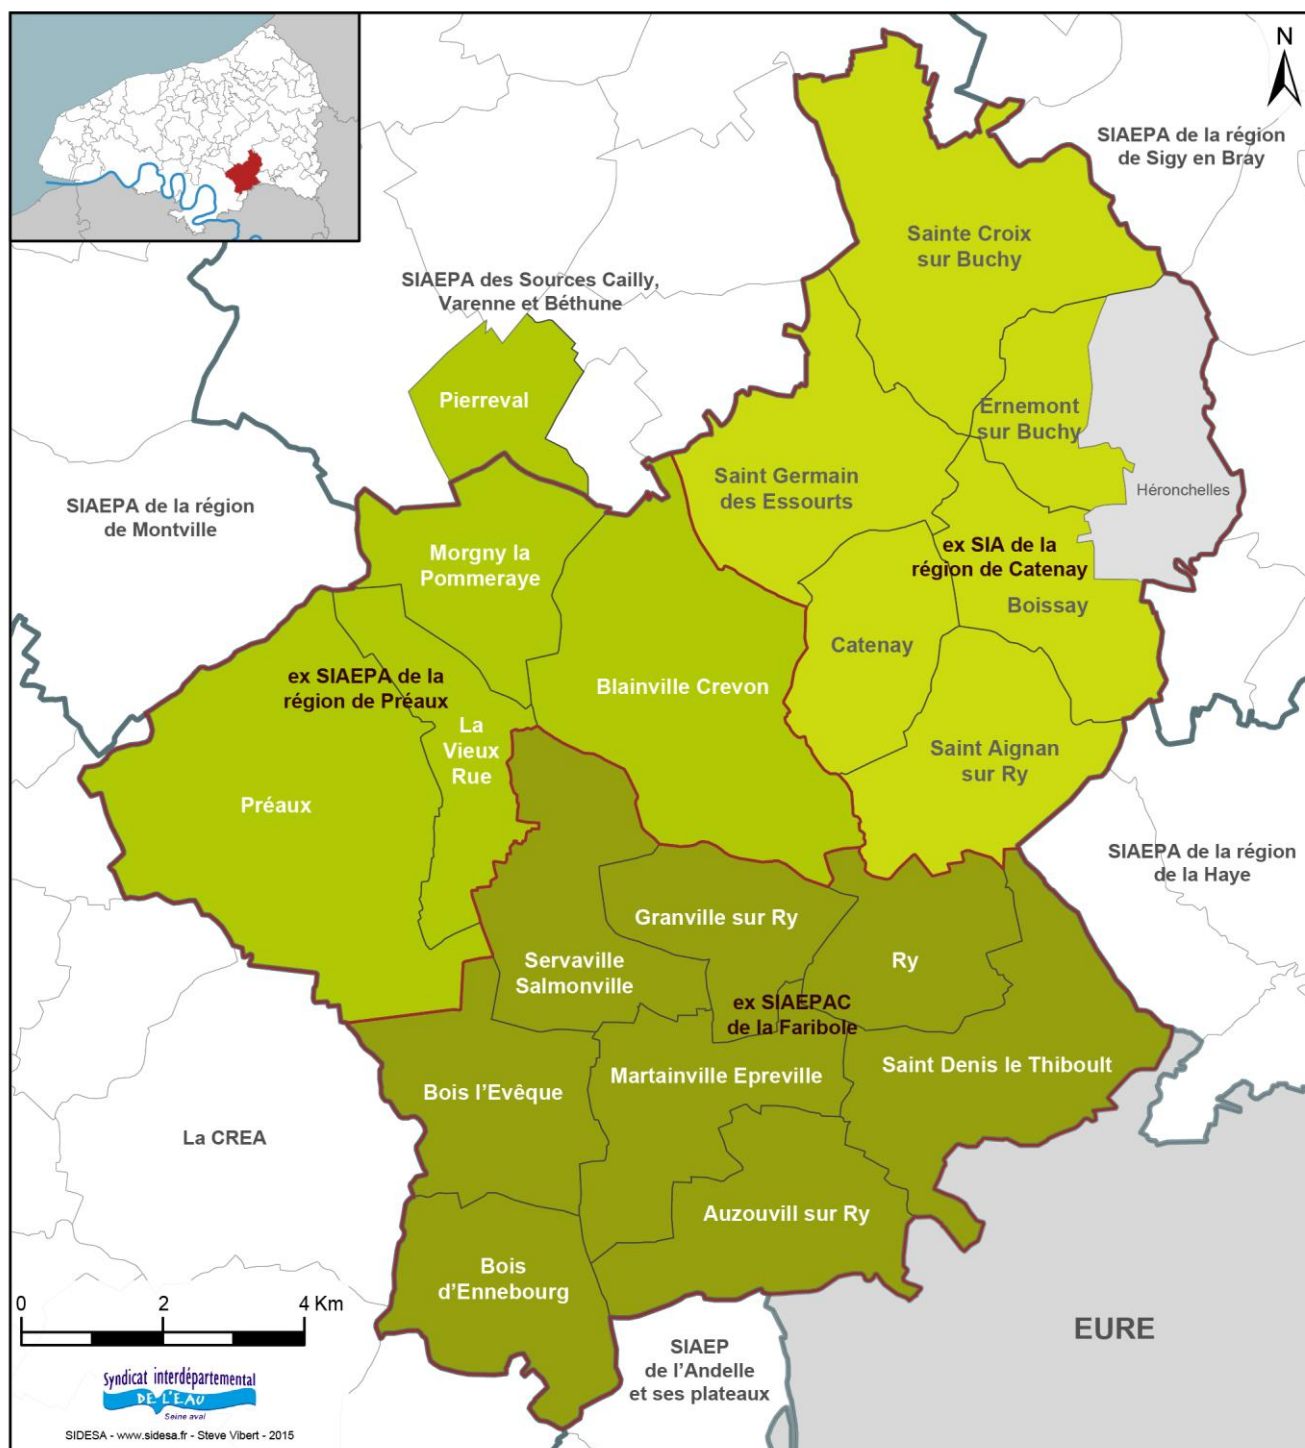 N
SIAEPA de la région
de Sigy en Bray
Sainte Croix
sur Buchy
SIAEPA des Sources Cailly,
Varenne et Béthune
Pierreval
Ernemont
sur Buchy
Saint Germain
des Essourts
Héronchelles
SIAEPA de la région
de Montville
Morgny la
Pommeraye
ex SIA de la
région de Catenay
Boissay
Catenay
ex SIAEPA de la
région de Préaux
Blainville Crevon
La
Vieux
Rue
Saint Aignan
sur Ry
Préaux
SIAEPA de la région
de la Haye
Granville sur Ry
Servaville
Salmonville
Ry
ex SIAEPAC
de la Faribole
Saint Denis le Thiboult
Martainville Epreville
Bois l'Evêque
La CREA
Auzouvill sur Ry
Bois
d'Ennebourg
0 2 4 Km
EURE
SIAEP
de l'Andelle
et ses plateaux
Syndicat interdépartemental
DE L'EAU
Seine aval
SIDESA - www.sidesa.fr - Steve Vibert - 2015